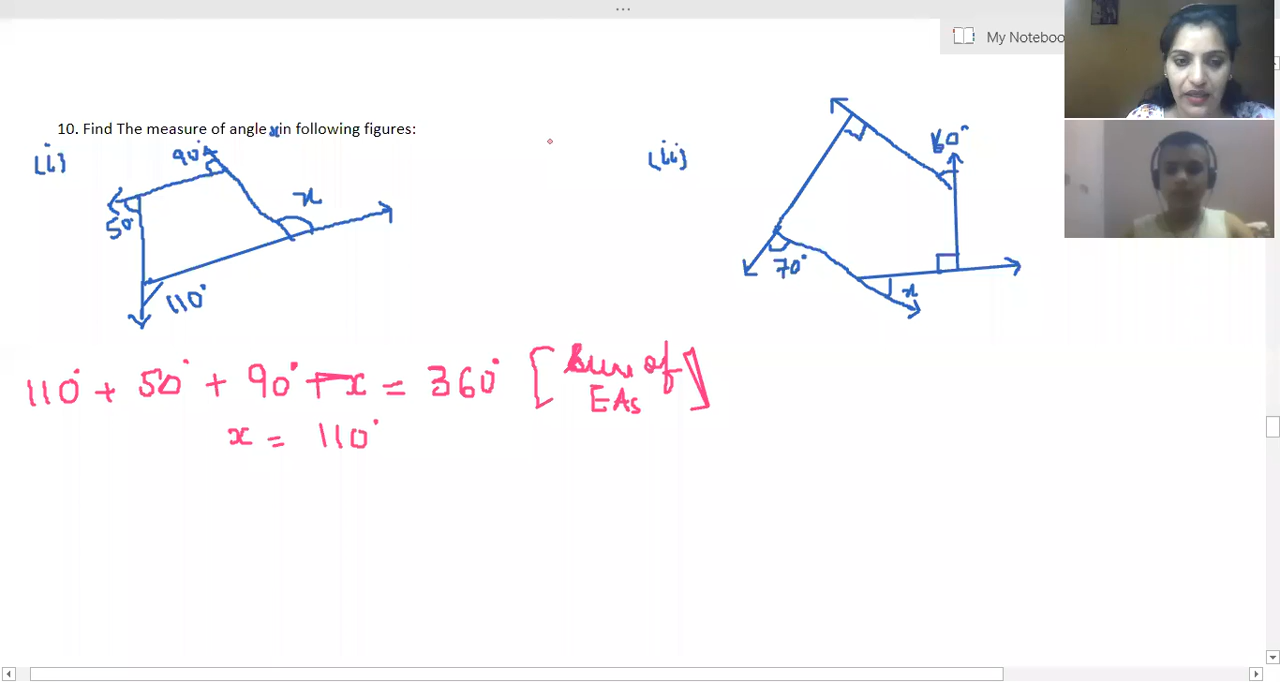 My Noteboo
10. Find The measure of angle x in following figures:
(i)
90°
x
50°
110°
(ii)
60°
70°
x
110° + 50° + 90° + x = 360° [Sum of EAs]
x = 110°